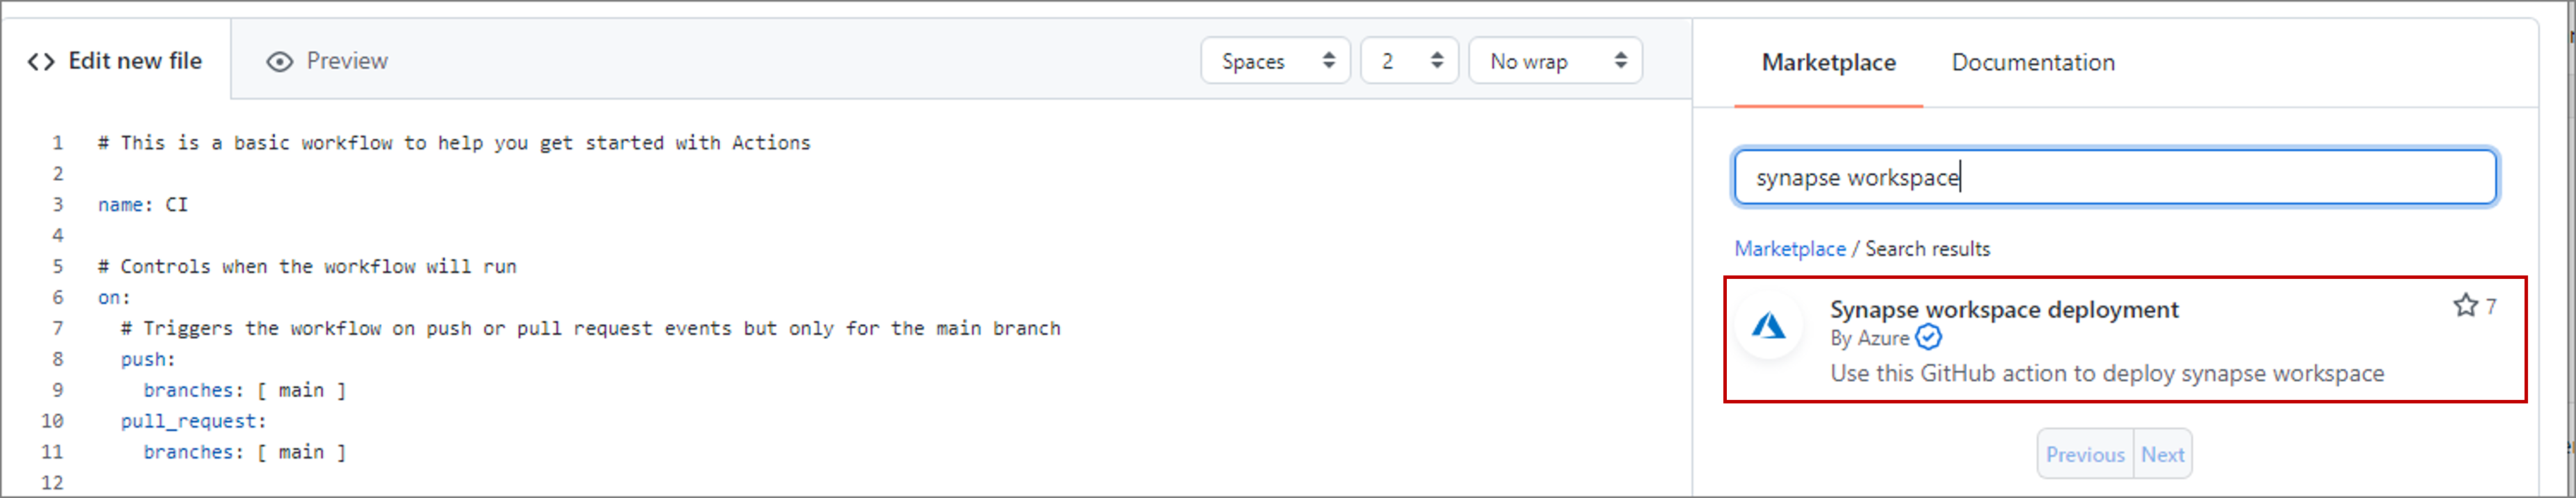 Edit new file
Preview
Spaces
2
No wrap
1 # This is a basic workflow to help you get started with Actions
2
3 name: CI
4
5 # Controls when the workflow will run
6 on:
7   # Triggers the workflow on push or pull request events but only for the main branch
8   push:
9     branches: [ main ]
10   pull_request:
11     branches: [ main ]
12
Marketplace
Documentation
synapse workspace
Marketplace / Search results
Synapse workspace deployment
7
By Azure
Use this GitHub action to deploy synapse workspace
Previous
Next